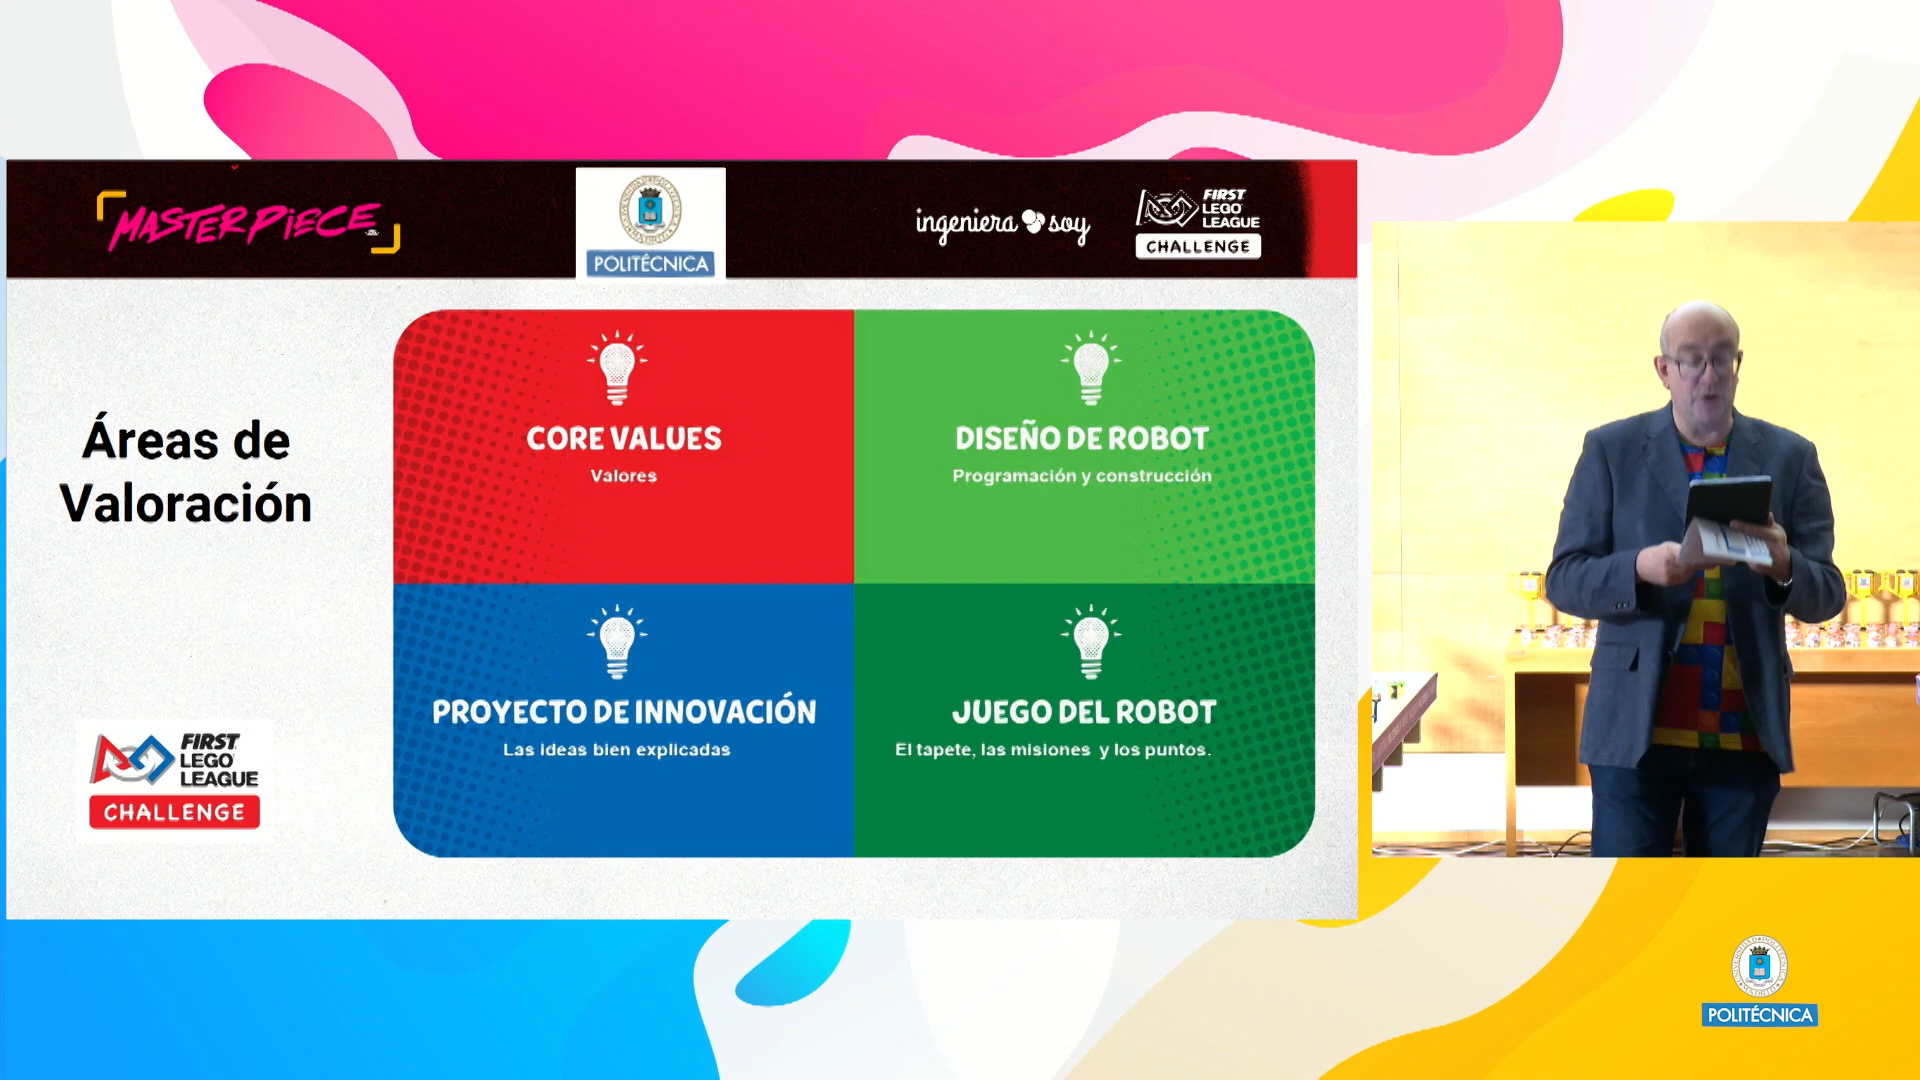 MASTERPIECE
POLITÉCNICA
ingeniera soy
FIRST
LEGO
LEAGUE
CHALLENGE
Áreas de
Valoración
CORE VALUES
Valores
DISEÑO DE ROBOT
Programación y construcción
PROYECTO DE INNOVACIÓN
Las ideas bien explicadas
JUEGO DEL ROBOT
El tapete, las misiones y los puntos.
FIRST
LEGO
LEAGUE
CHALLENGE
POLITÉCNICA